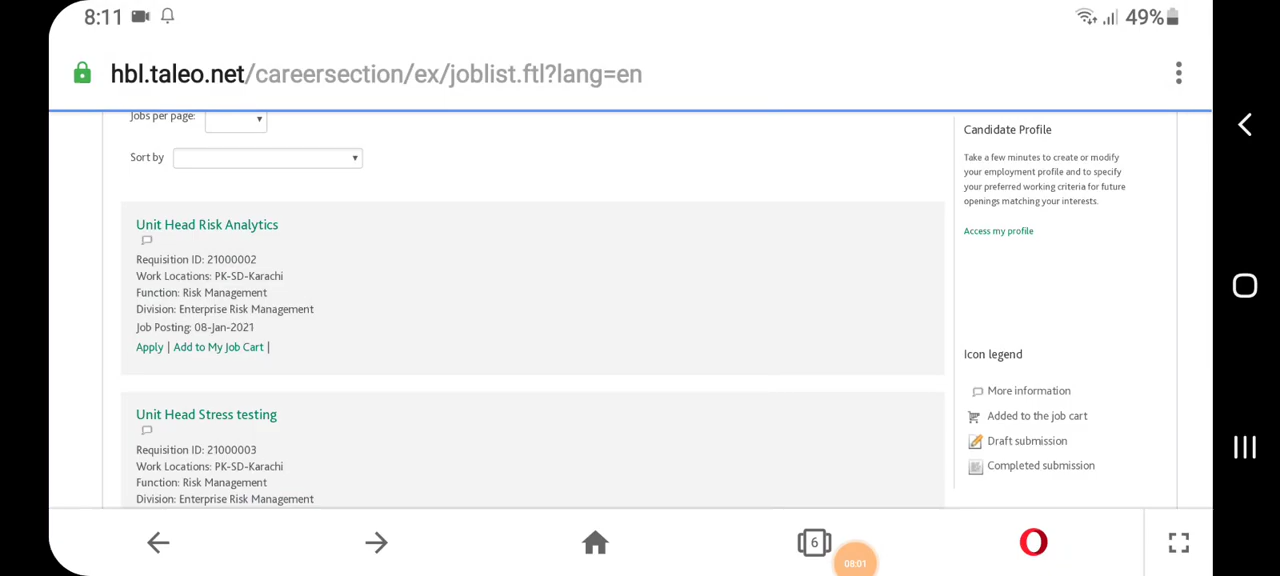 8:11 49%
hbl.taleo.net/careersection/ex/joblist.ftl?lang=en
Jobs per page:
Sort by
Unit Head Risk Analytics
Requisition ID: 21000002
Work Locations: PK-SD-Karachi
Function: Risk Management
Division: Enterprise Risk Management
Job Posting: 08-Jan-2021
Apply | Add to My Job Cart |
Unit Head Stress testing
Requisition ID: 21000003
Work Locations: PK-SD-Karachi
Function: Risk Management
Division: Enterprise Risk Management
Candidate Profile
Take a few minutes to create or modify
your employment profile and to specify
your preferred working criteria for future
openings matching your interests.
Access my profile
Icon legend
More information
Added to the job cart
Draft submission
Completed submission
6
08:01